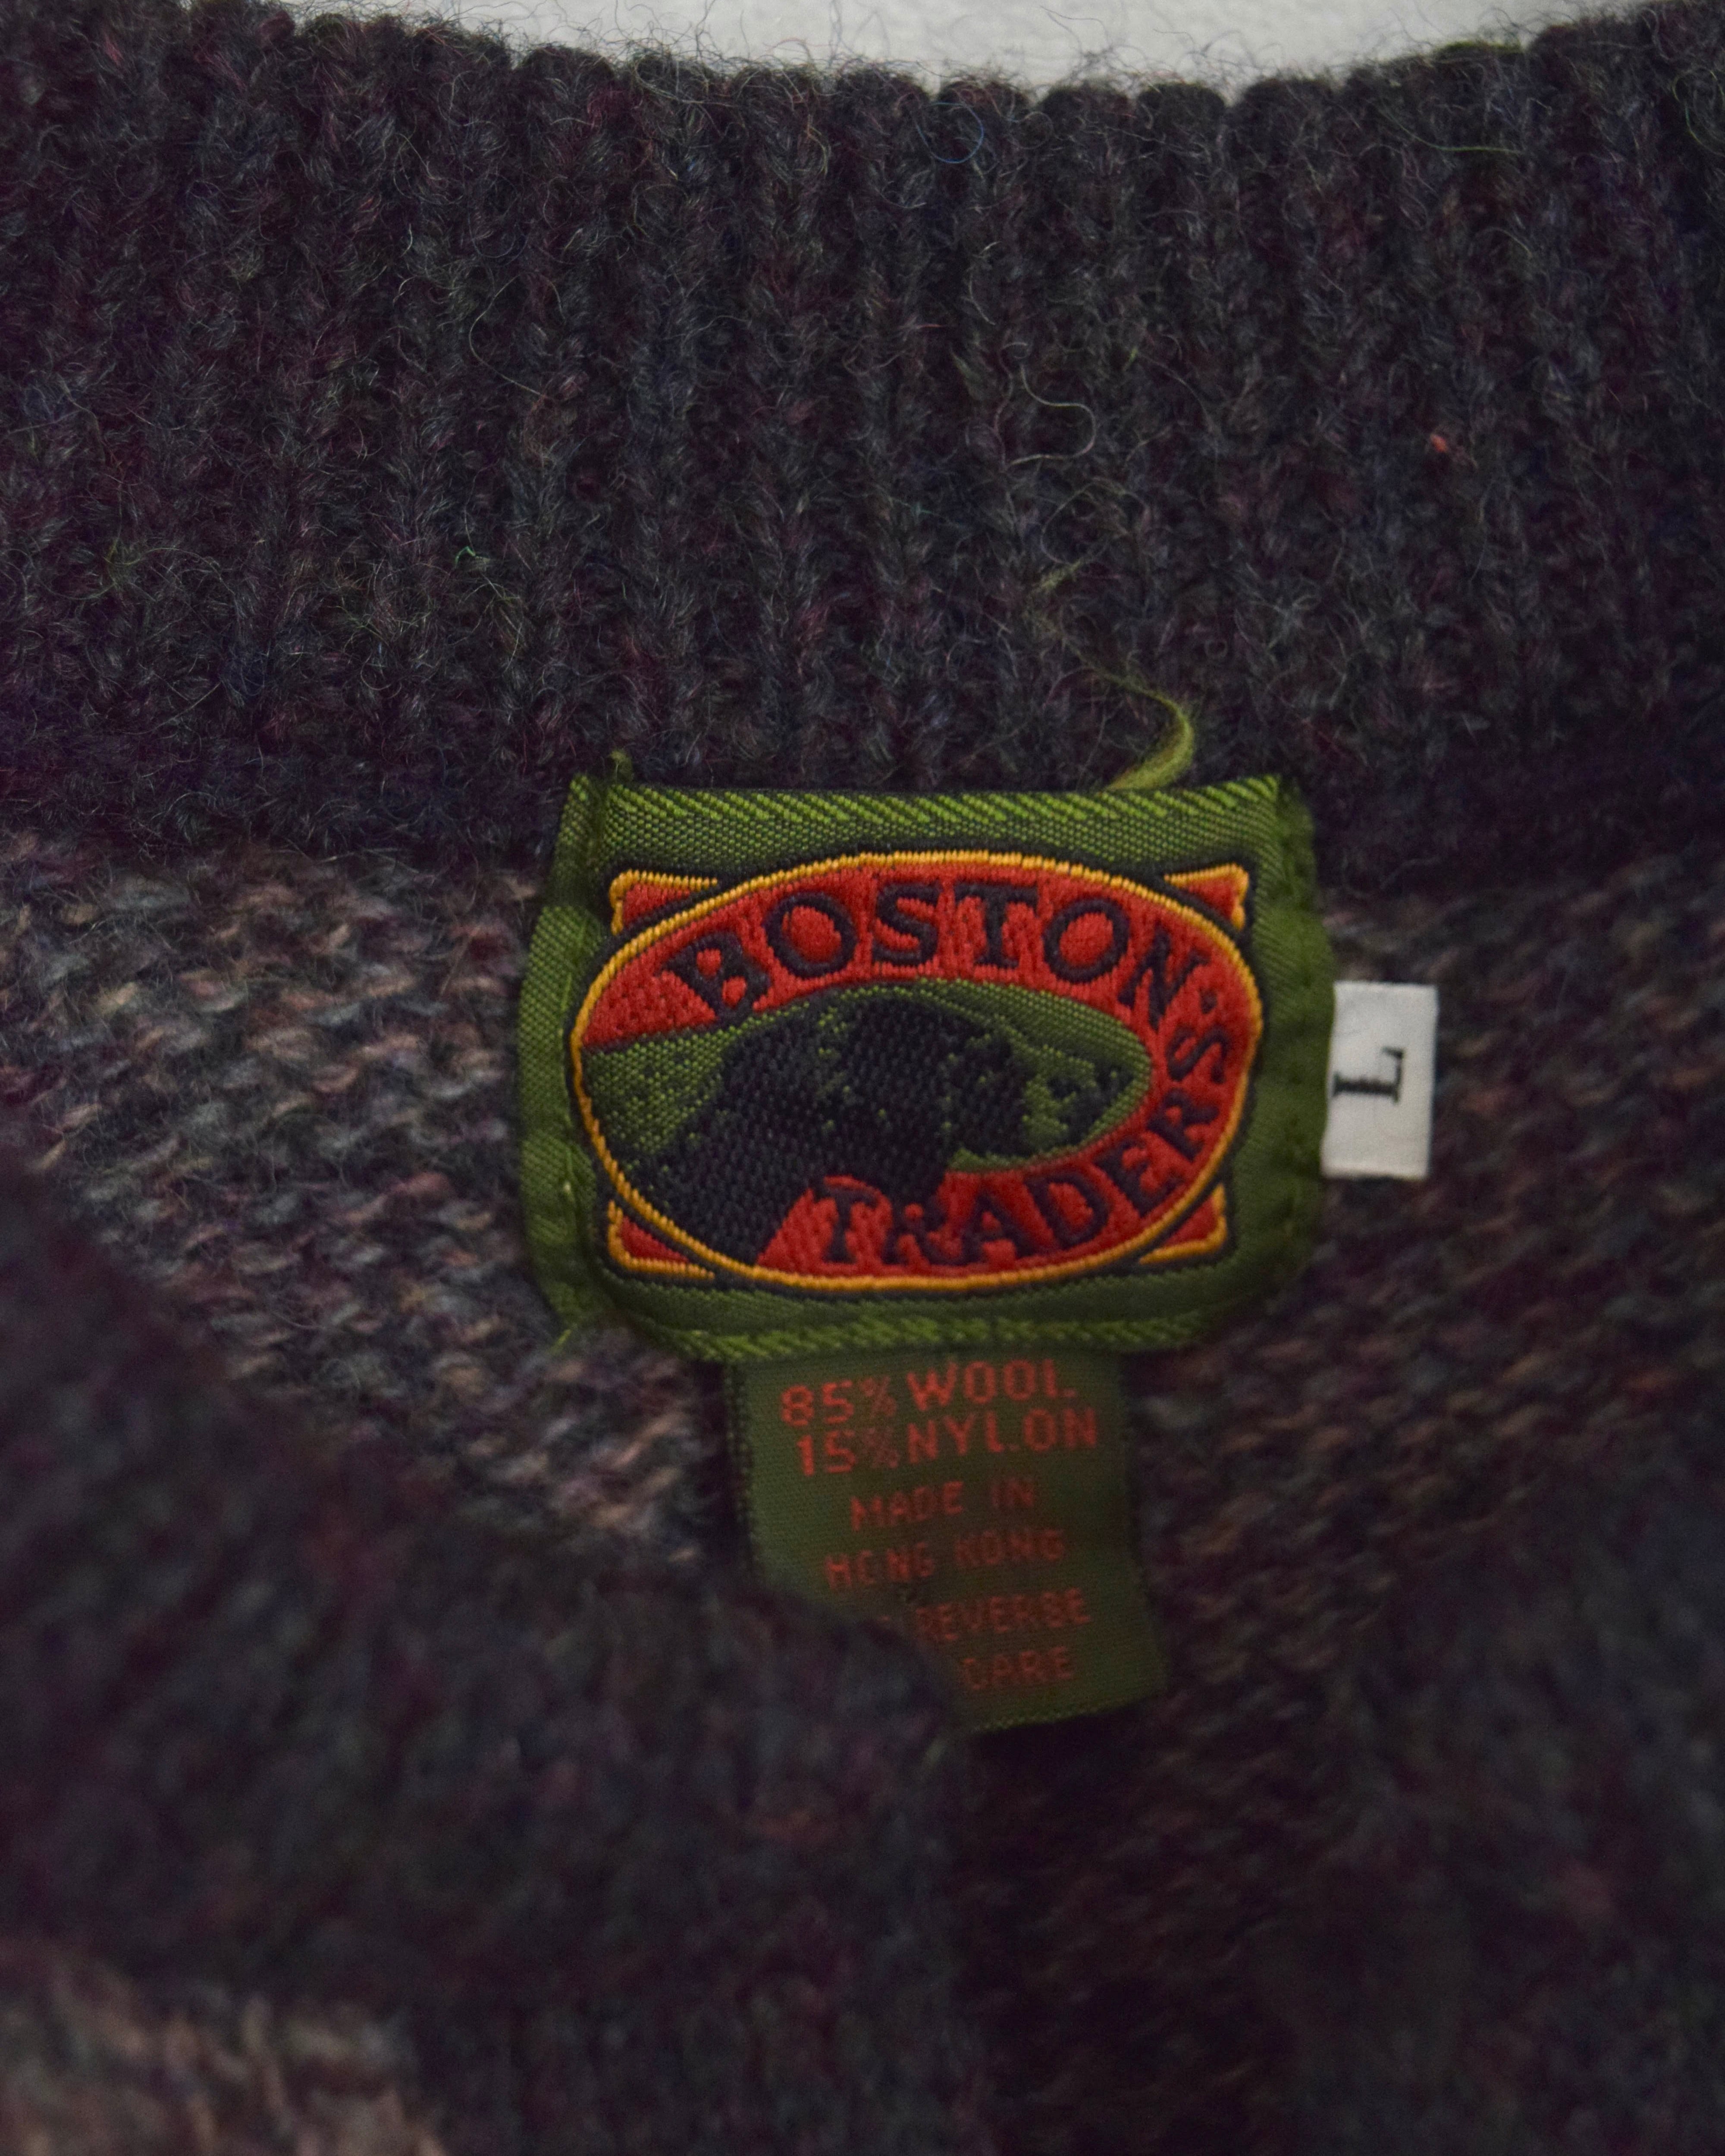 BOSTON
TRADERS
L
85% WOOL
15% NYLON
MADE IN
HONG KONG
REVERSE
CARE